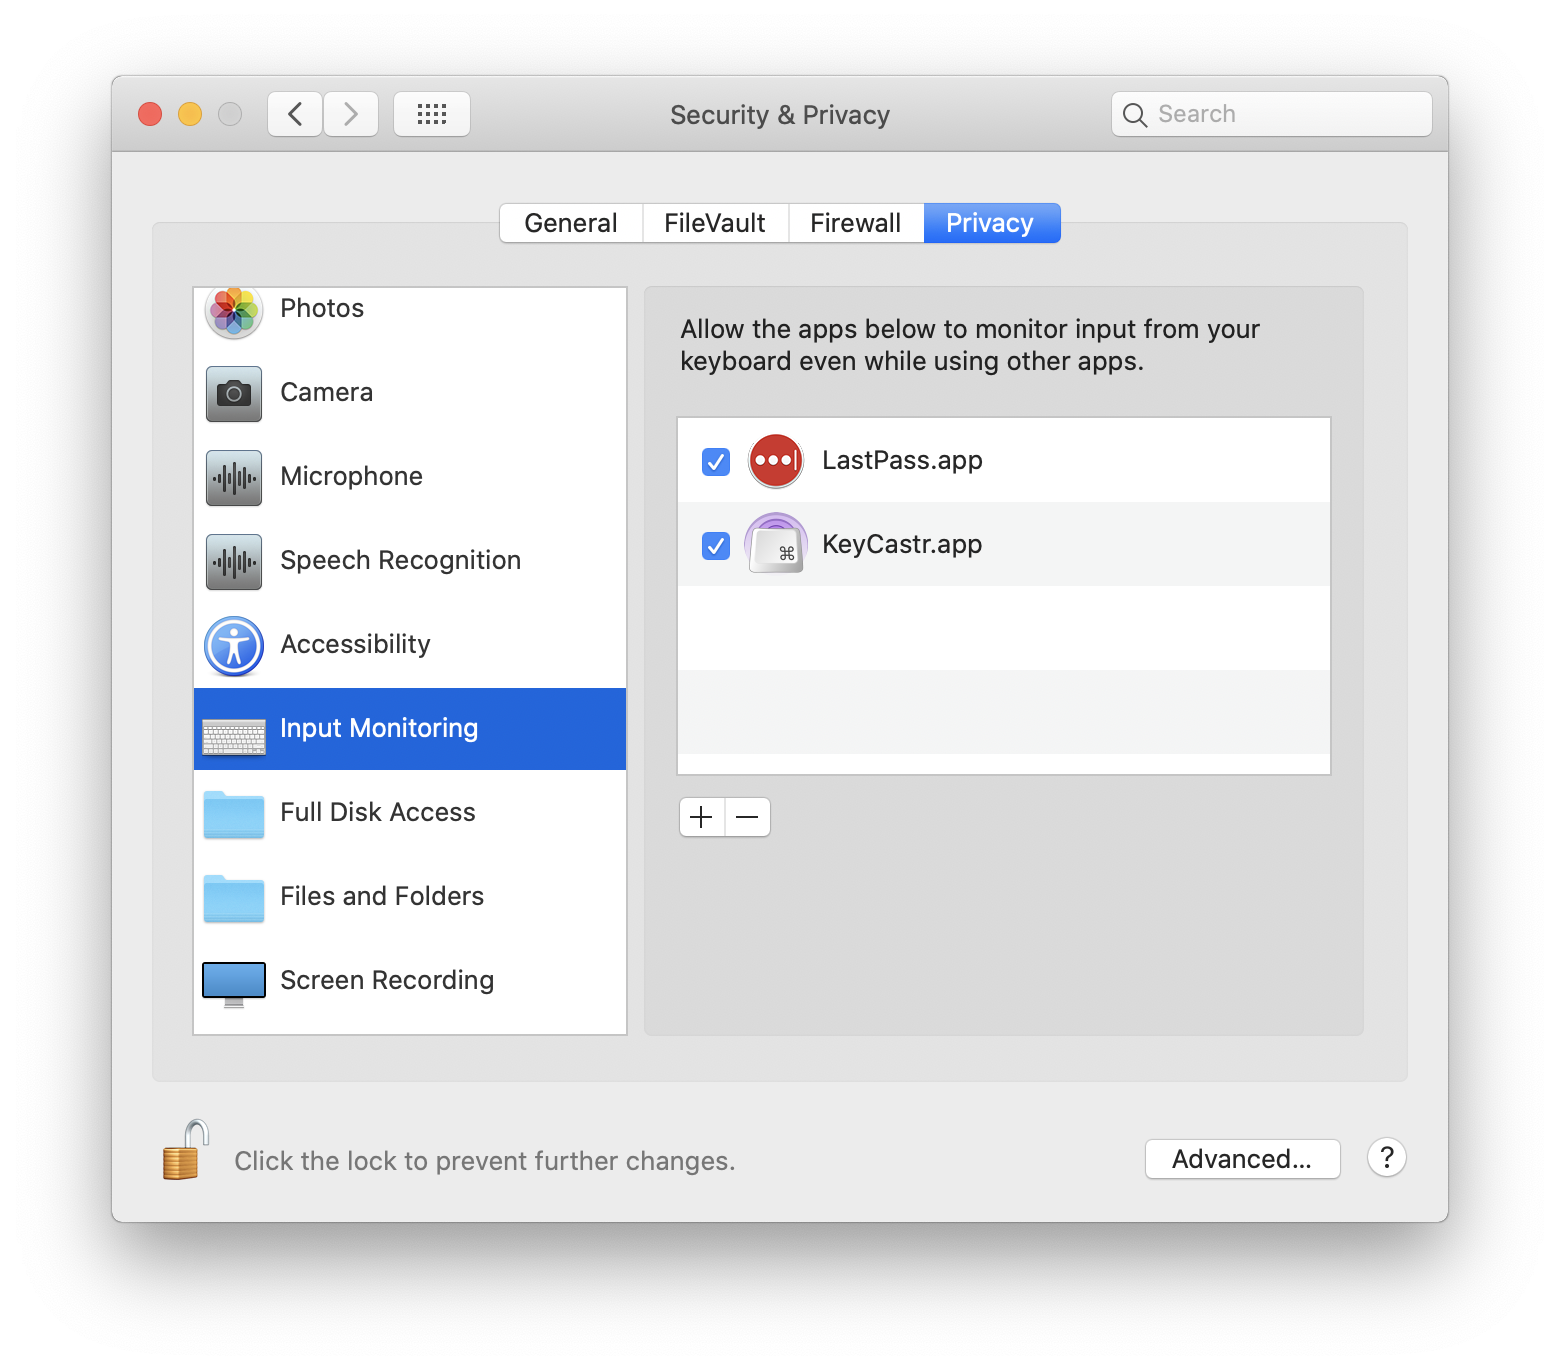 Security & Privacy
Search
General
FileVault
Firewall
Privacy
Photos
Camera
Microphone
Speech Recognition
Accessibility
Input Monitoring
Full Disk Access
Files and Folders
Screen Recording
Allow the apps below to monitor input from your
keyboard even while using other apps.
LastPass.app
⌘
KeyCastr.app
Click the lock to prevent further changes.
Advanced...
?